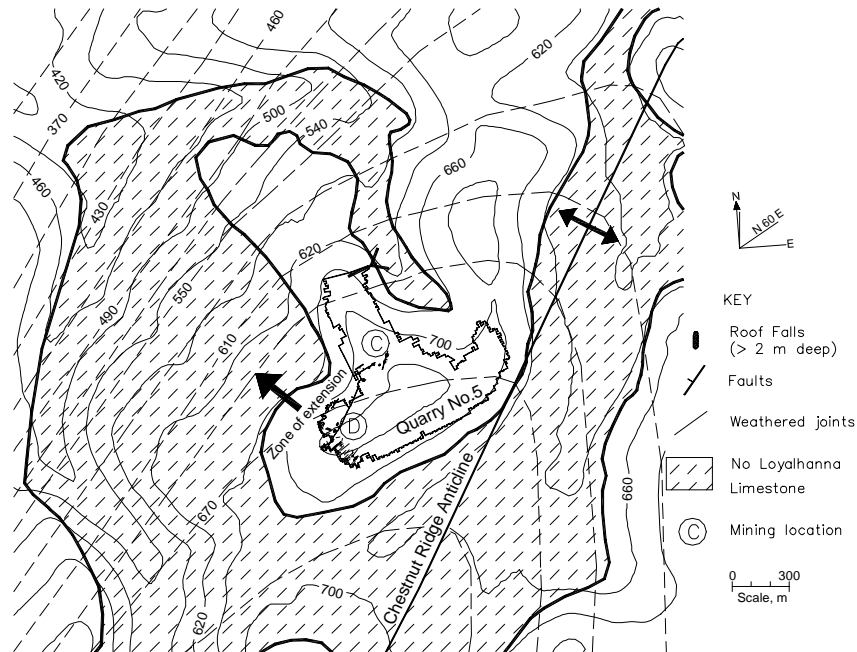 460
620
420
370
500
540
460
660
430
620
550
490
610
700
C
Zone of extension
D
Quarry No.5
670
660
Chestnut Ridge Anticline
700
620
N
N 60 E
E
KEY
Roof Falls
(> 2 m deep)
Faults
Weathered joints
No Loyalhanna
Limestone
C
Mining location
0 300
Scale, m